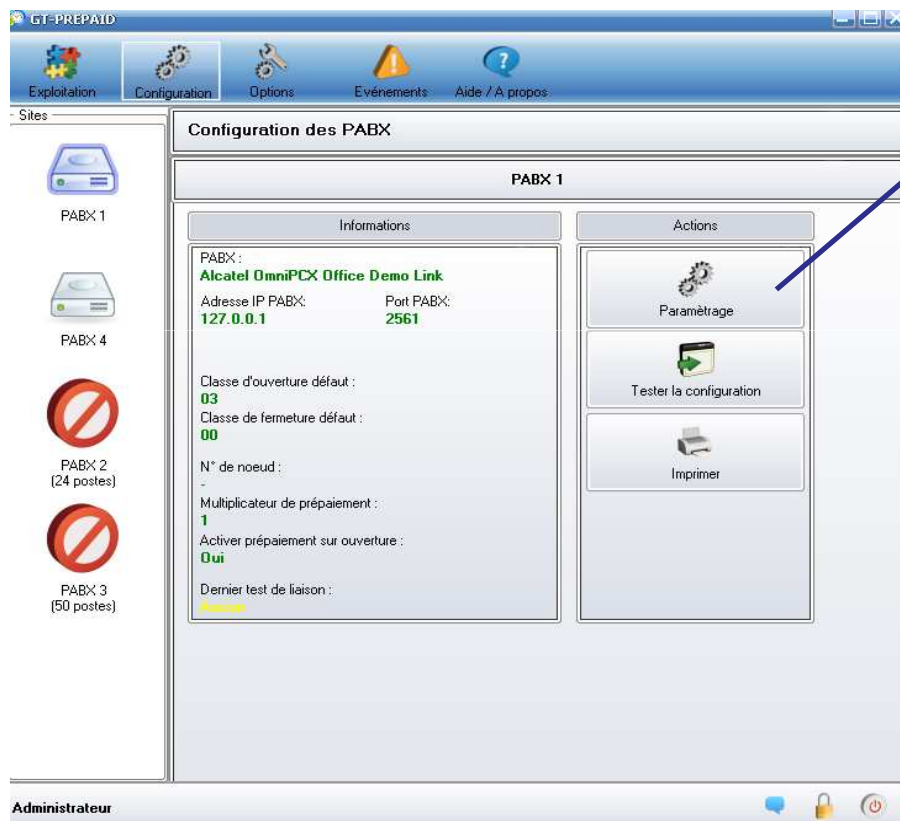 GT-PREPAID
Exploitation
Configuration
Options
Evénements
Aide / A propos
Sites
Configuration des PABX
PABX 1
PABX 1
PABX 4
PABX 2
(24 postes)
PABX 3
(50 postes)
Informations
PABX :
Alcatel OmniPCX Office Demo Link
Adresse IP PABX: Port PABX:
127.0.0.1 2561
Classe d'ouverture défaut :
03
Classe de fermeture défaut :
00
N° de noeud :
-
Multiplicateur de prépaiement :
1
Activer prépaiement sur ouverture :
Oui
Dernier test de liaison :
Actions
Paramètrage
Tester la configuration
Imprimer
Administrateur